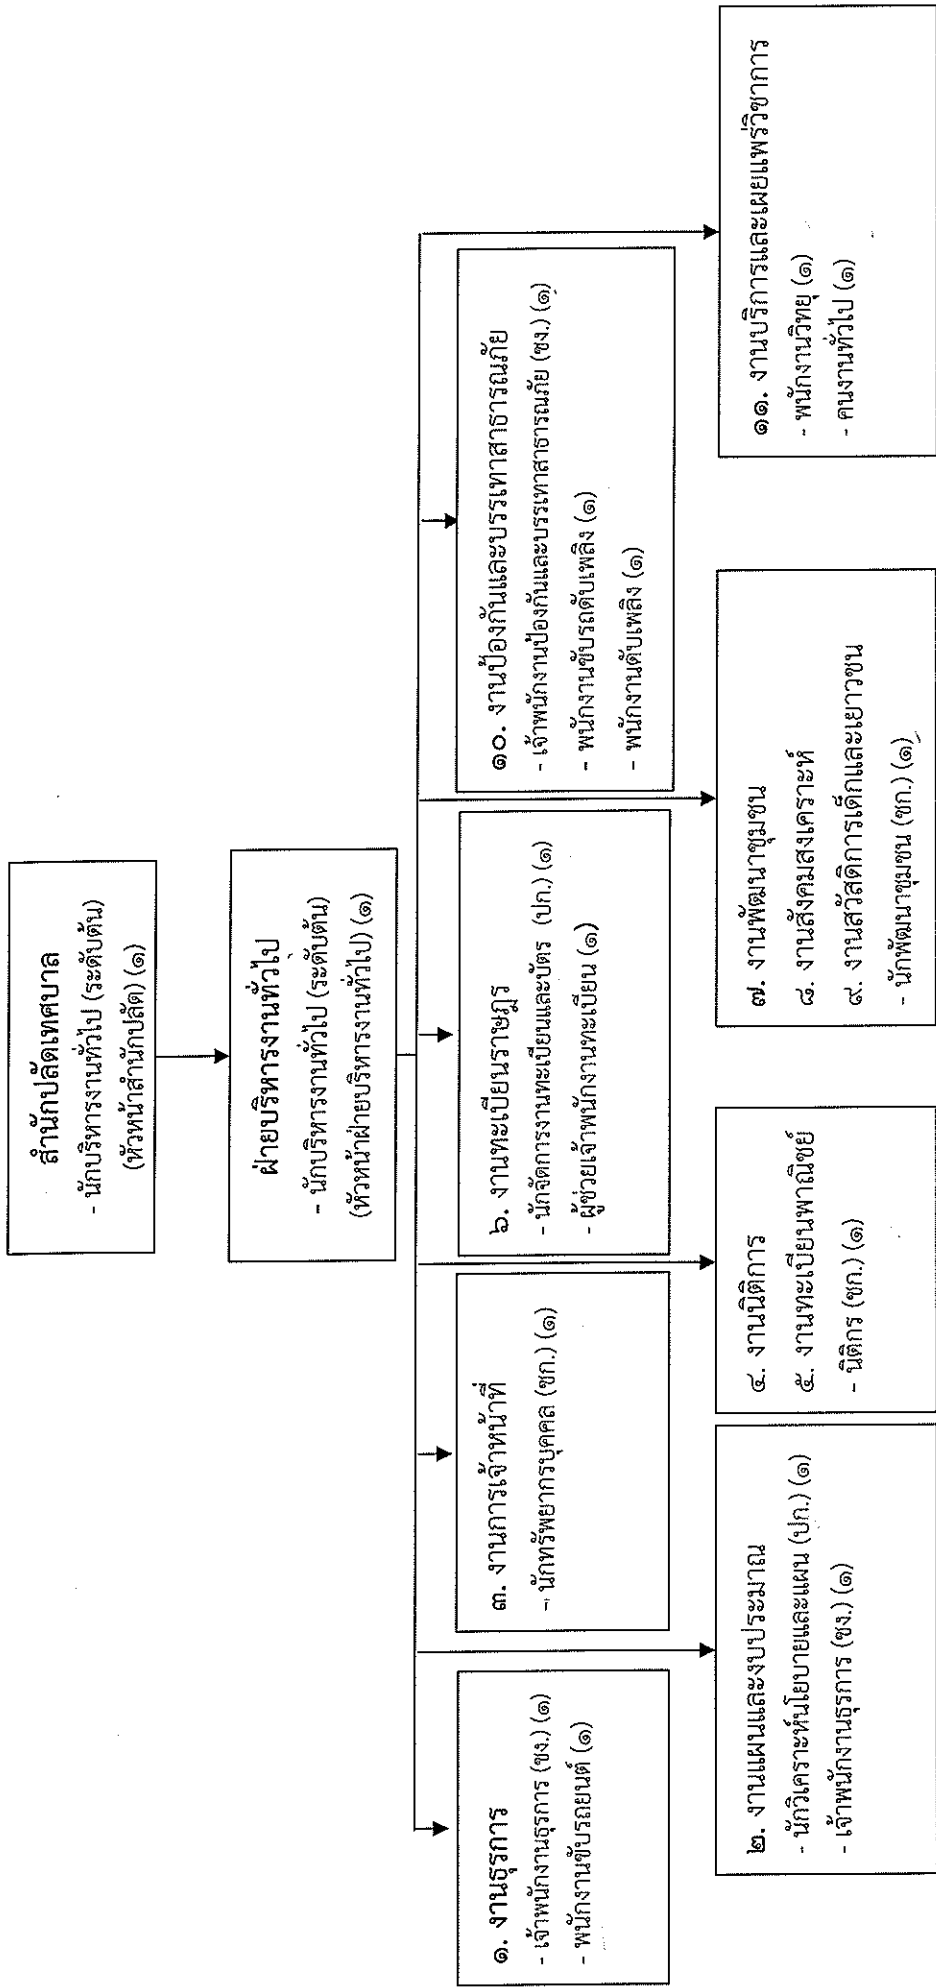 สำนักปลัดเทศบาล
- นักบริหารงานทั่วไป (ระดับต้น)
(หัวหน้าสำนักปลัด) (๑)
ฝ่ายบริหารงานทั่วไป
- นักบริหารงานทั่วไป (ระดับต้น)
(หัวหน้าฝ่ายบริหารงานทั่วไป) (๑)
๑. งานธุรการ
- เจ้าพนักงานธุรการ (ชง.) (๑)
- พนักงานขับรถยนต์ (๑)
๓. งานการเจ้าหน้าที่
- นักทรัพยากรบุคคล (ชก.) (๑)
๖. งานทะเบียนราษฎร
- นักจัดการงานทะเบียนและบัตร (ปก.) (๑)
- ผู้ช่วยเจ้าพนักงานทะเบียน (๑)
๑๐. งานป้องกันและบรรเทาสาธารณภัย
- เจ้าพนักงานป้องกันและบรรเทาสาธารณภัย (ชง.) (๑)
- พนักงานขับรถดับเพลิง (๑)
- พนักงานดับเพลิง (๑)
๒. งานแผนและงบประมาณ
- นักวิเคราะห์นโยบายและแผน (ปก.) (๑)
- เจ้าพนักงานธุรการ (ชง.) (๑)
๔. งานนิติการ
๕. งานทะเบียนพาณิชย์
- นิติกร (ชก.) (๑)
๗. งานพัฒนาชุมชน
๘. งานสังคมสงเคราะห์
๙. งานสวัสดิการเด็กและเยาวชน
- นักพัฒนาชุมชน (ชก.) (๑)
๑๑. งานบริการและเผยแพร่วิชาการ
- พนักงานวิทยุ (๑)
- คนงานทั่วไป (๑)